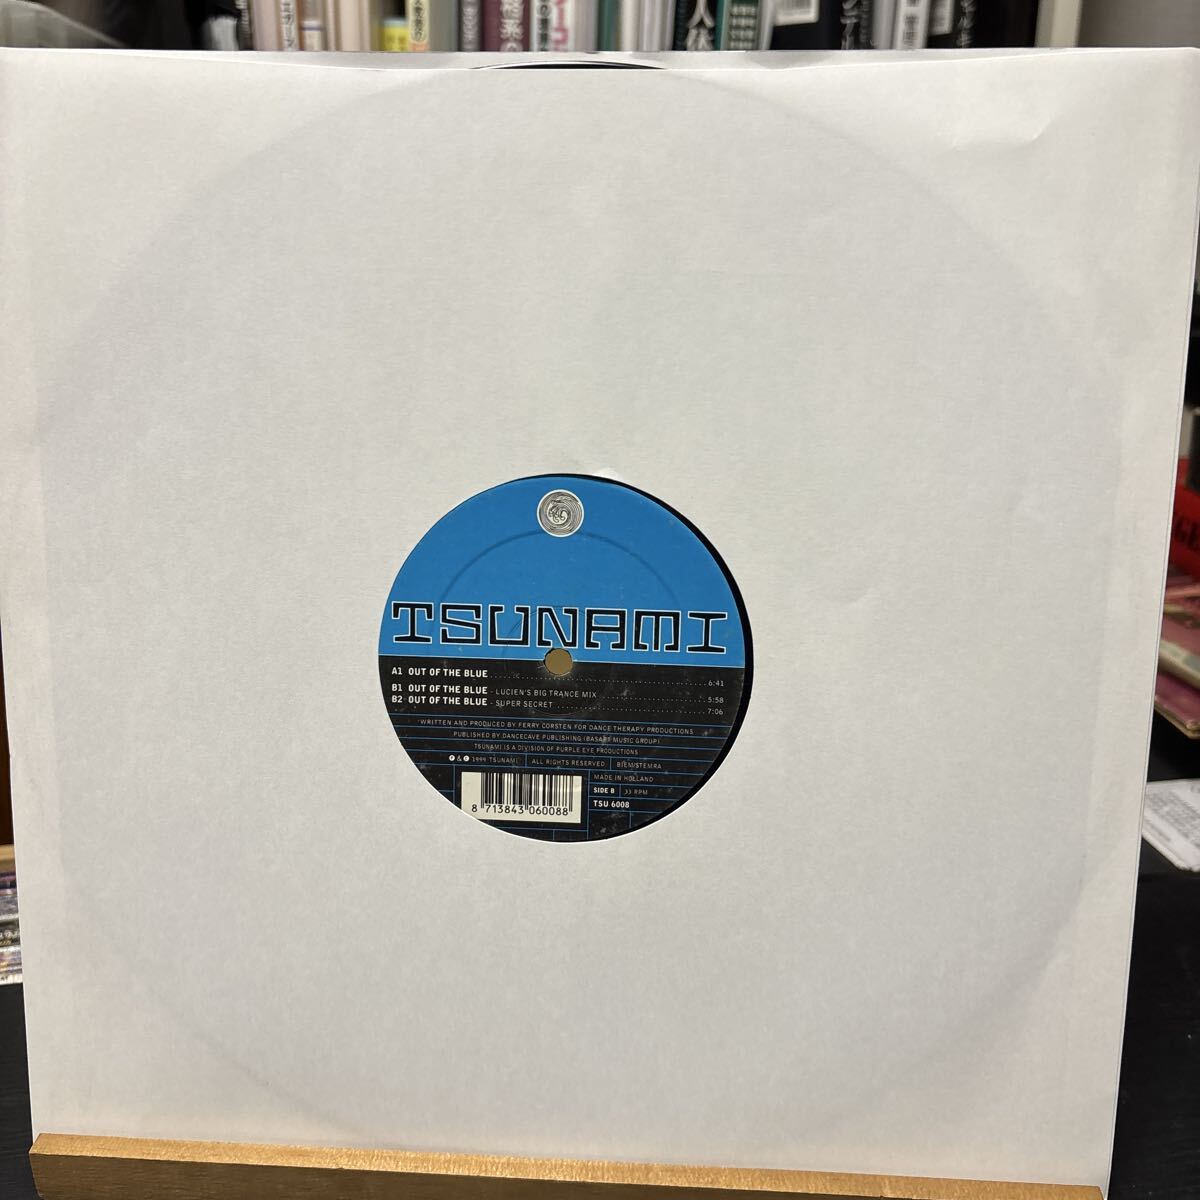 人体
TSUNAMI
A1 OUT OF THE BLUE 6:41
B1 OUT OF THE BLUE - LUCIEN'S BIG TRANCE MIX 5:58
B2 OUT OF THE BLUE - SUPER SECRET 7:06
WRITTEN AND PRODUCED BY FERRY CORSTEN FOR DANCE THERAPY PRODUCTIONS
PUBLISHED BY DANCECAVE PUBLISHING (BASART MUSIC GROUP)
TSUNAMI IS A DIVISION OF PURPLE EYE PRODUCTIONS
℗ & © 1999 TSUNAMI ALL RIGHTS RESERVED BIEM/STEMRA
MADE IN HOLLAND
SIDE B 33 RPM
TSU 6008
8 713843 060088